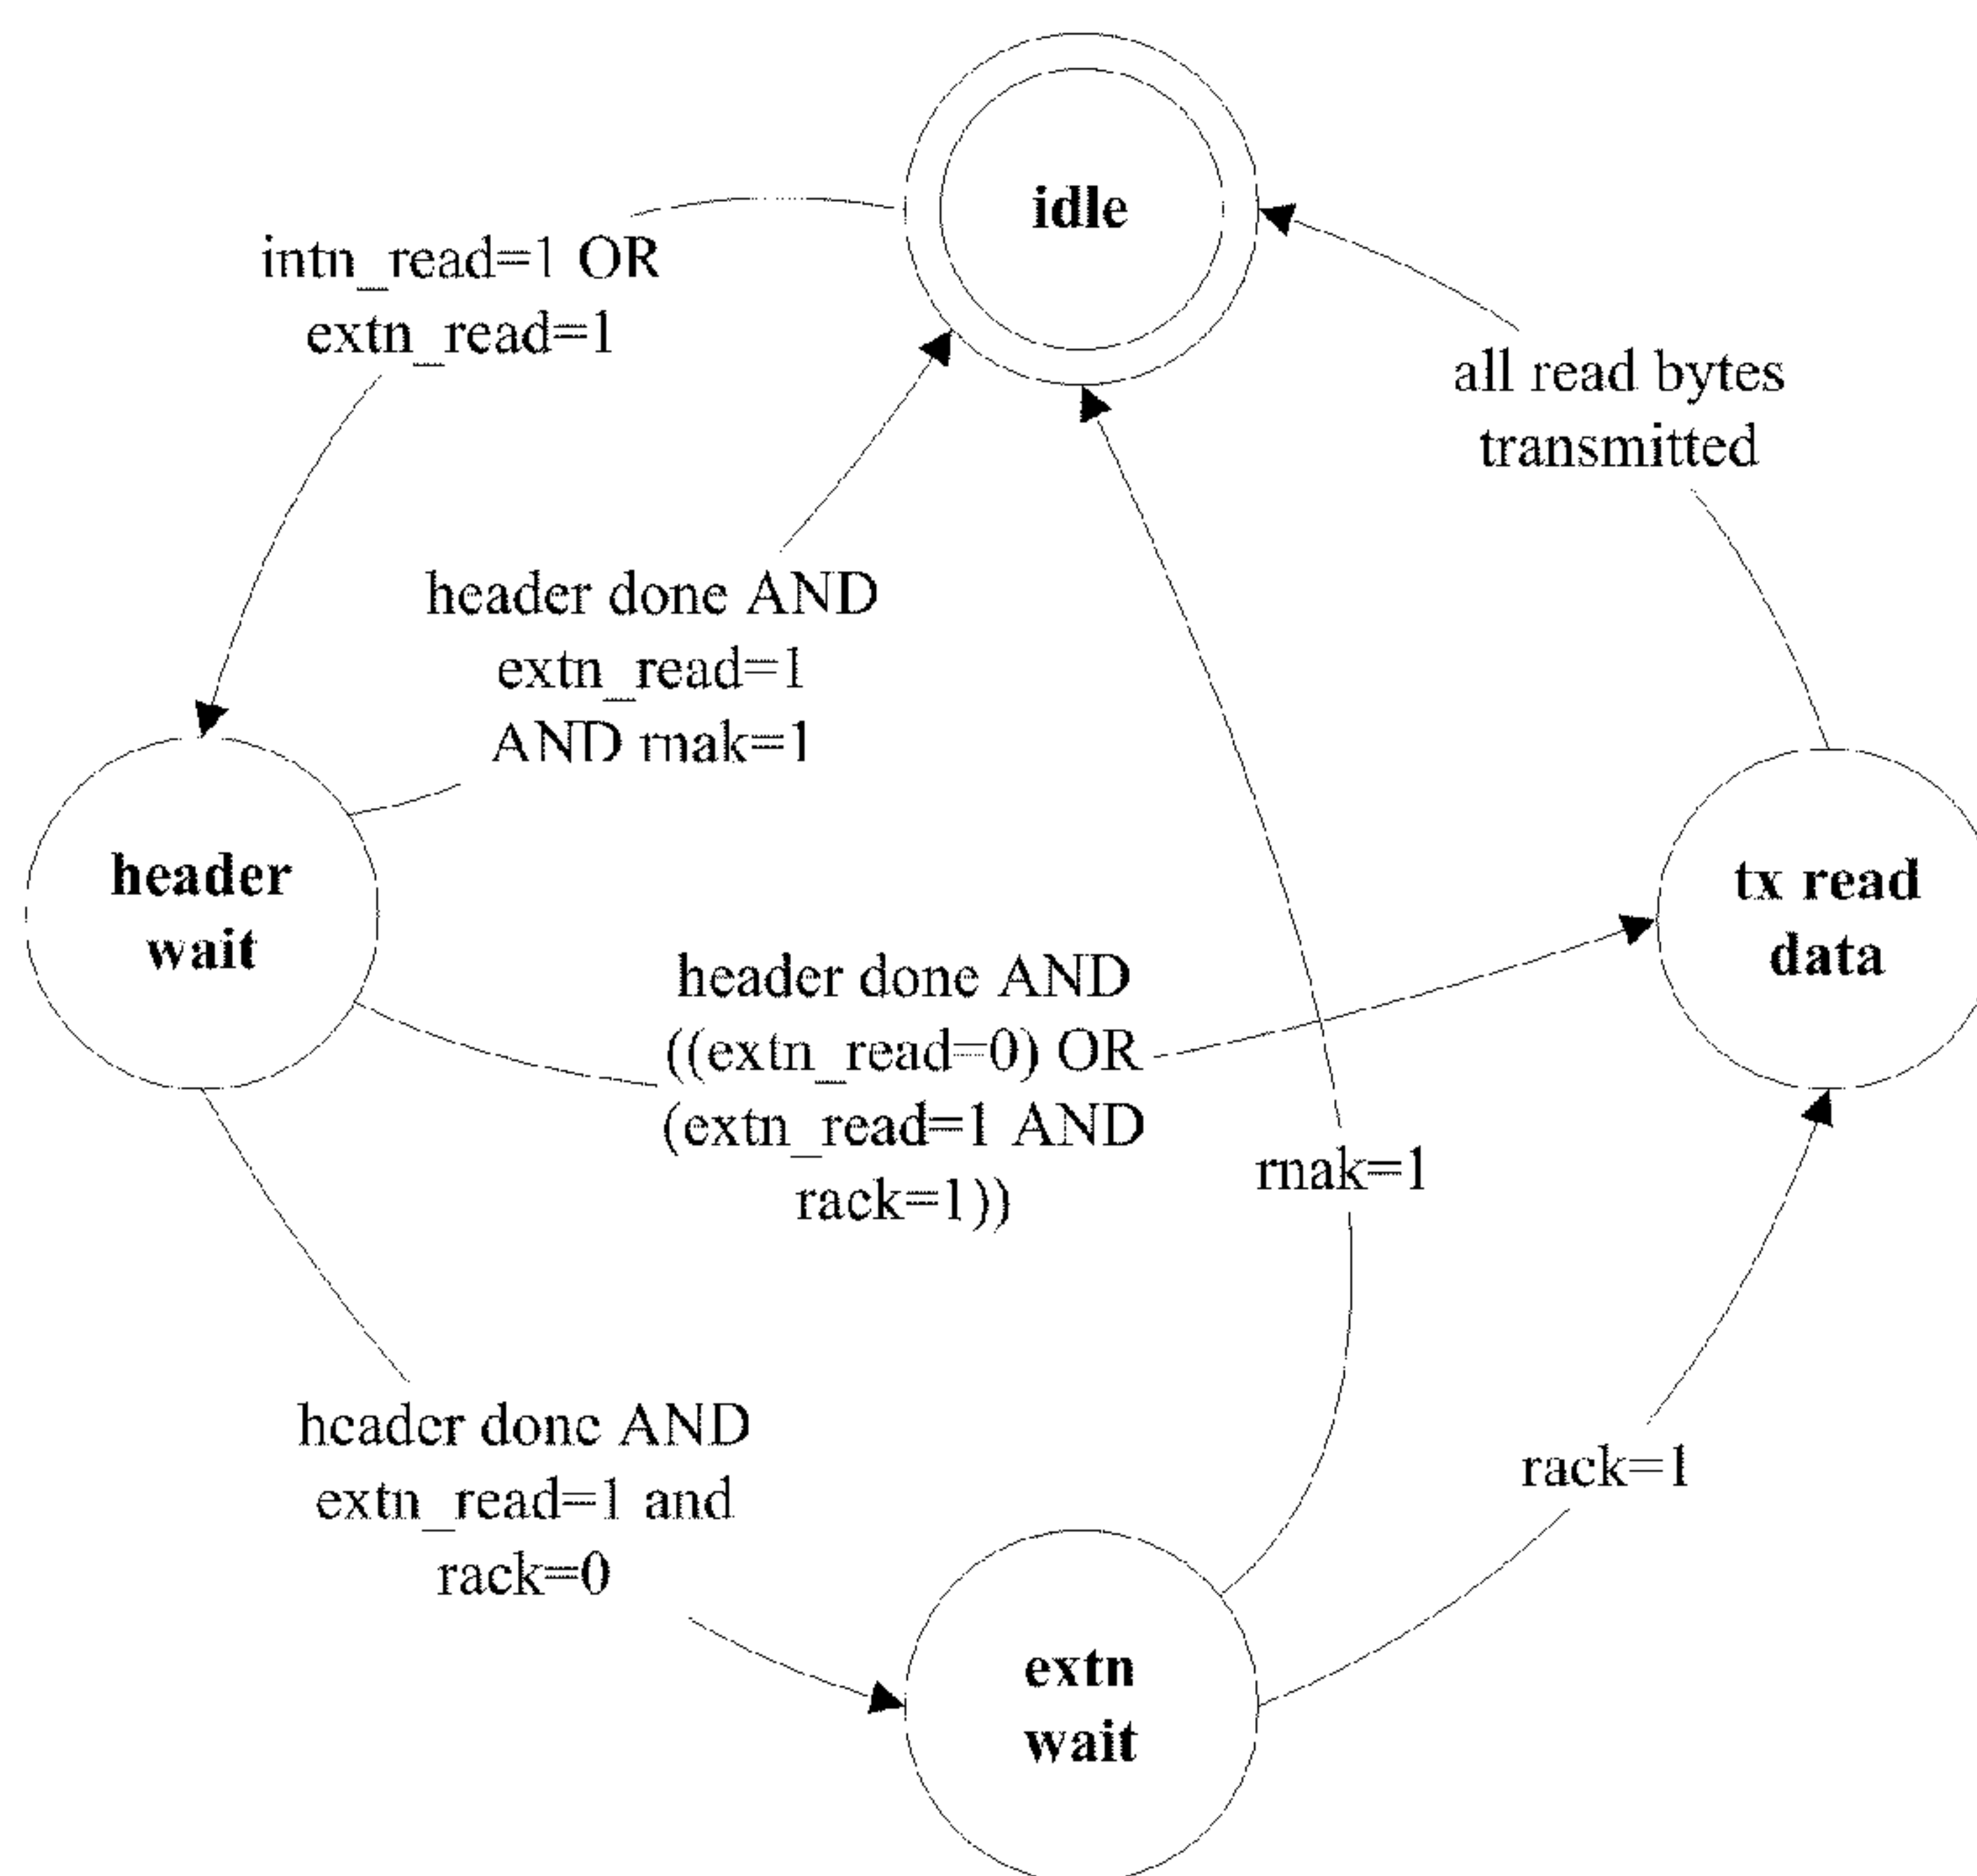 idle
intn_read=1 OR
extn_read=1
all read bytes
transmitted
header done AND
extn_read=1
AND rnak=1
header
wait
tx read
data
header done AND
((extn_read=0) OR
(extn_read=1 AND
rack=1))
rnak=1
header done AND
extn_read=1 and
rack=0
rack=1
extn
wait